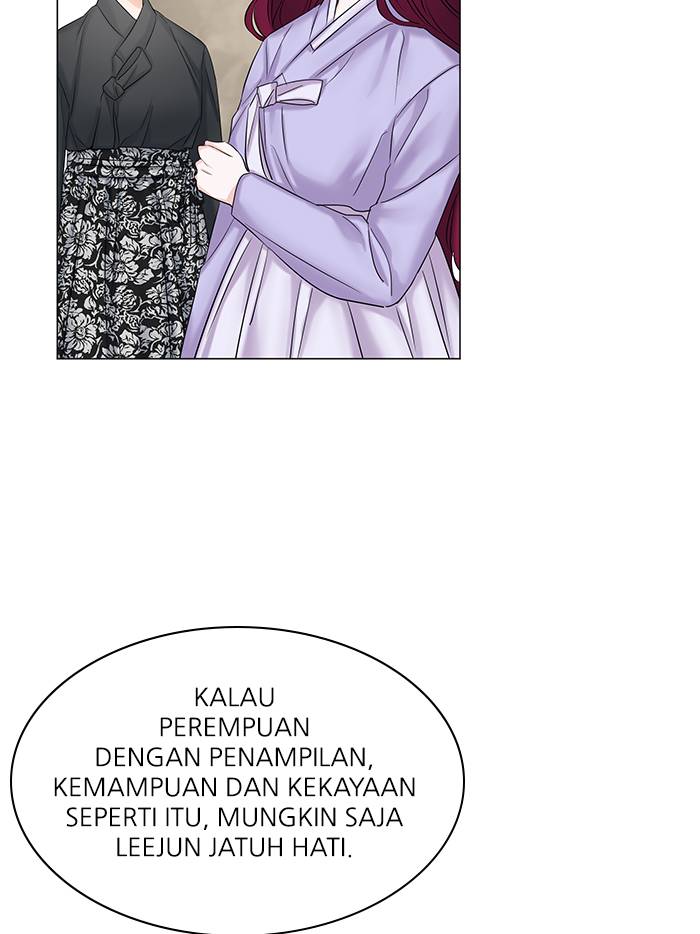 KALAU
PEREMPUAN
DENGAN PENAMPILAN,
KEMAMPUAN DAN KEKAYAAN
SEPERTI ITU, MUNGKIN SAJA
LEEJUN JATUH HATI.